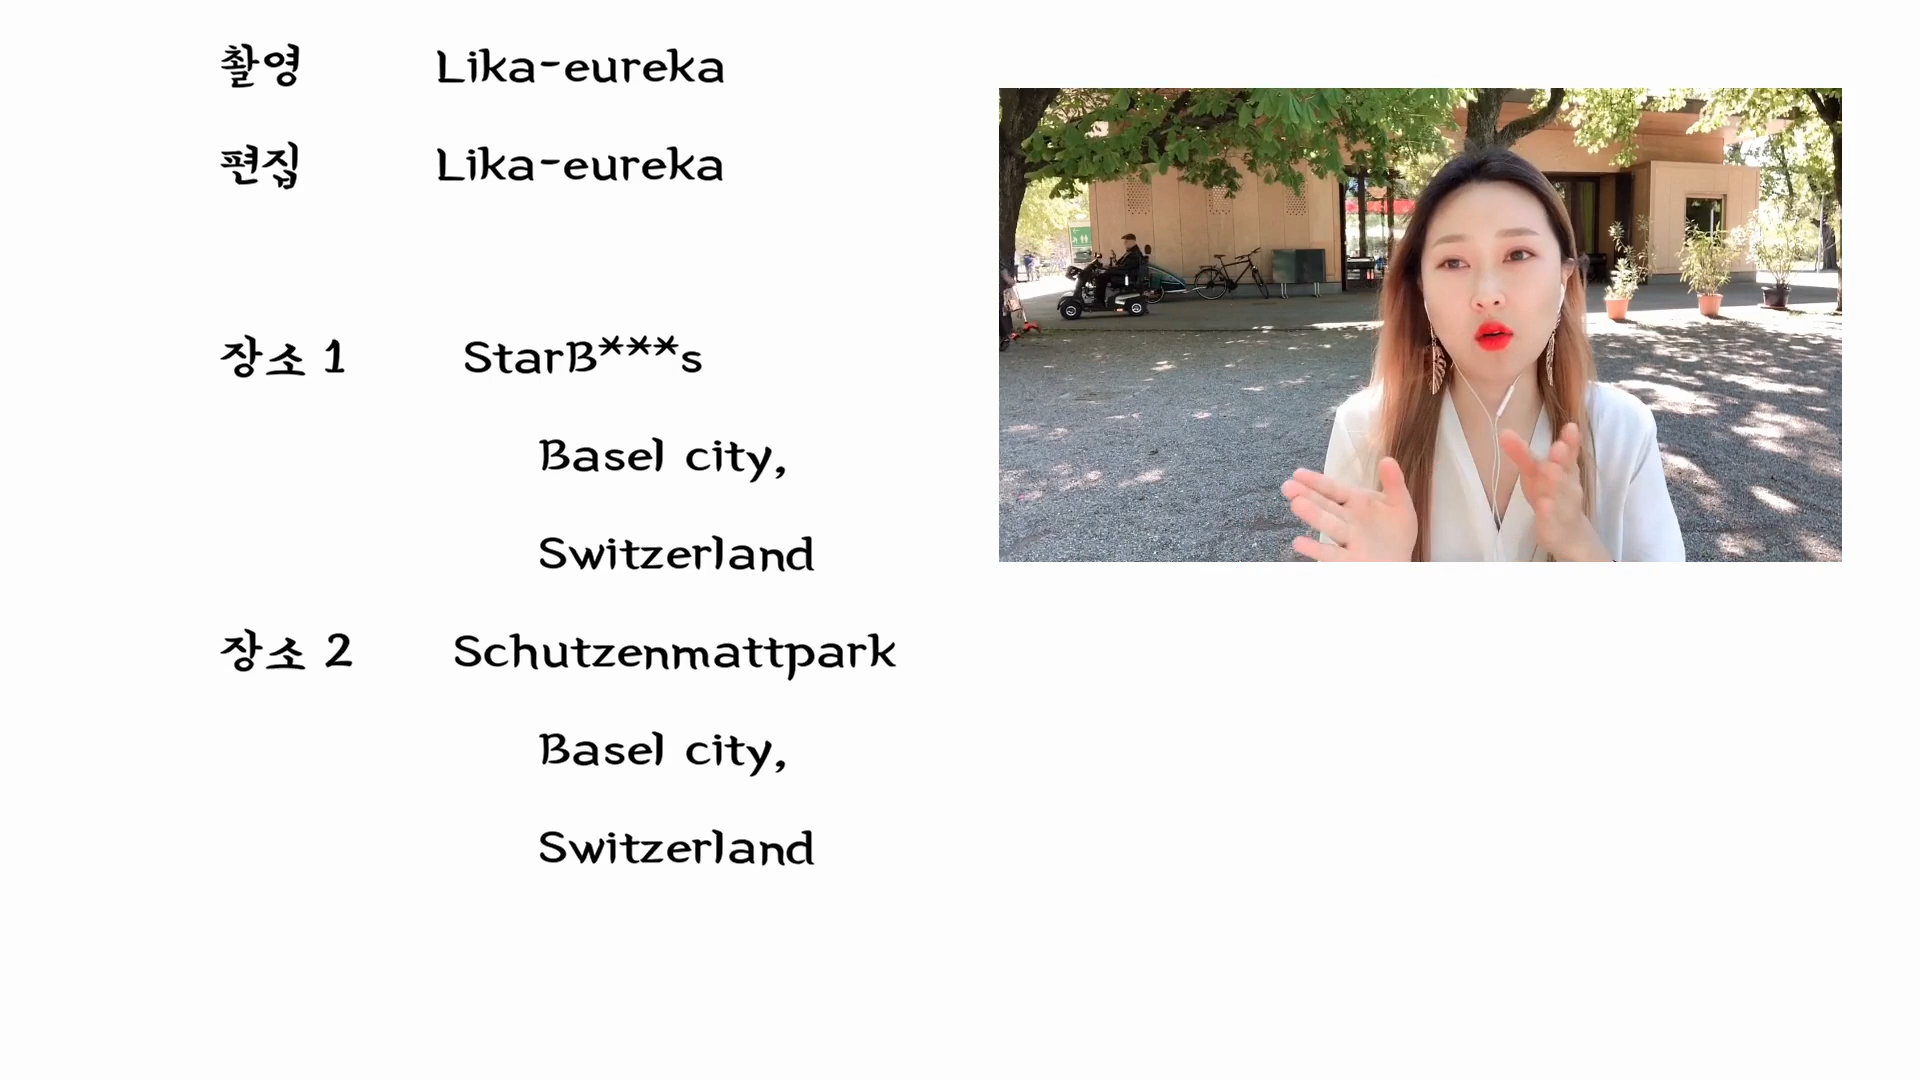 촬영 Lika-eureka
편집 Lika-eureka
장소 1 StarB***s
Basel city,
Switzerland
장소 2 Schutzenmattpark
Basel city,
Switzerland